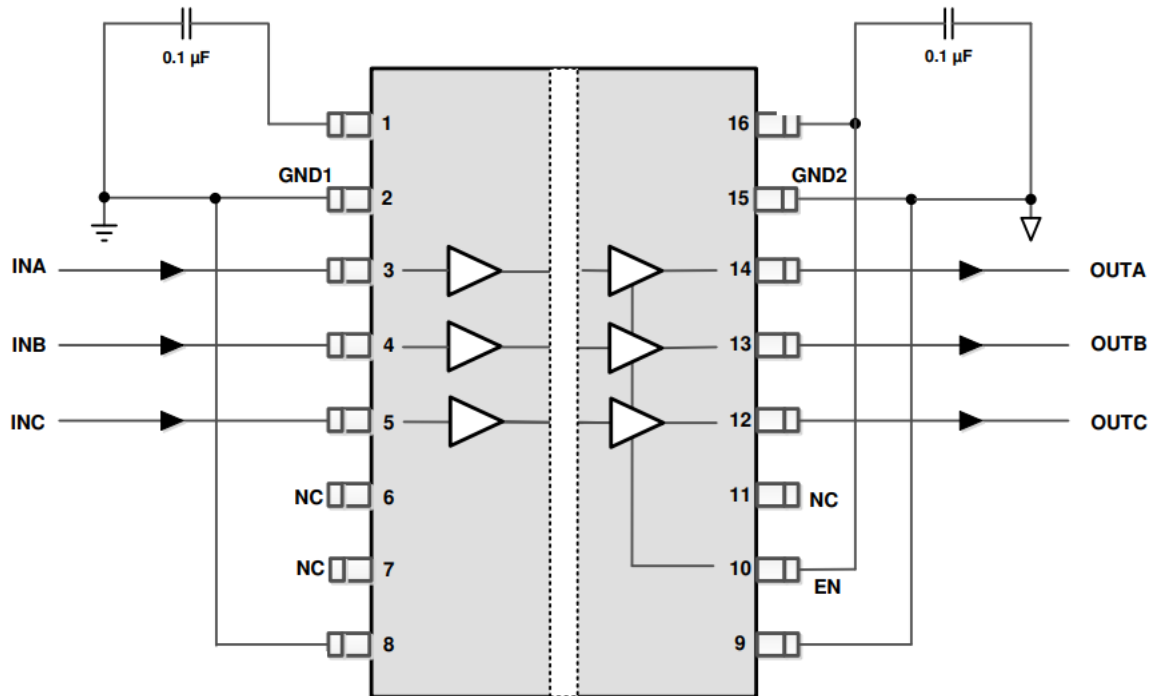 0.1 µF
0.1 µF
1
16
GND1
GND2
2
15
INA
3
14
OUTA
INB
4
13
OUTB
INC
5
12
OUTC
NC
6
11
NC
NC
7
10
EN
8
9